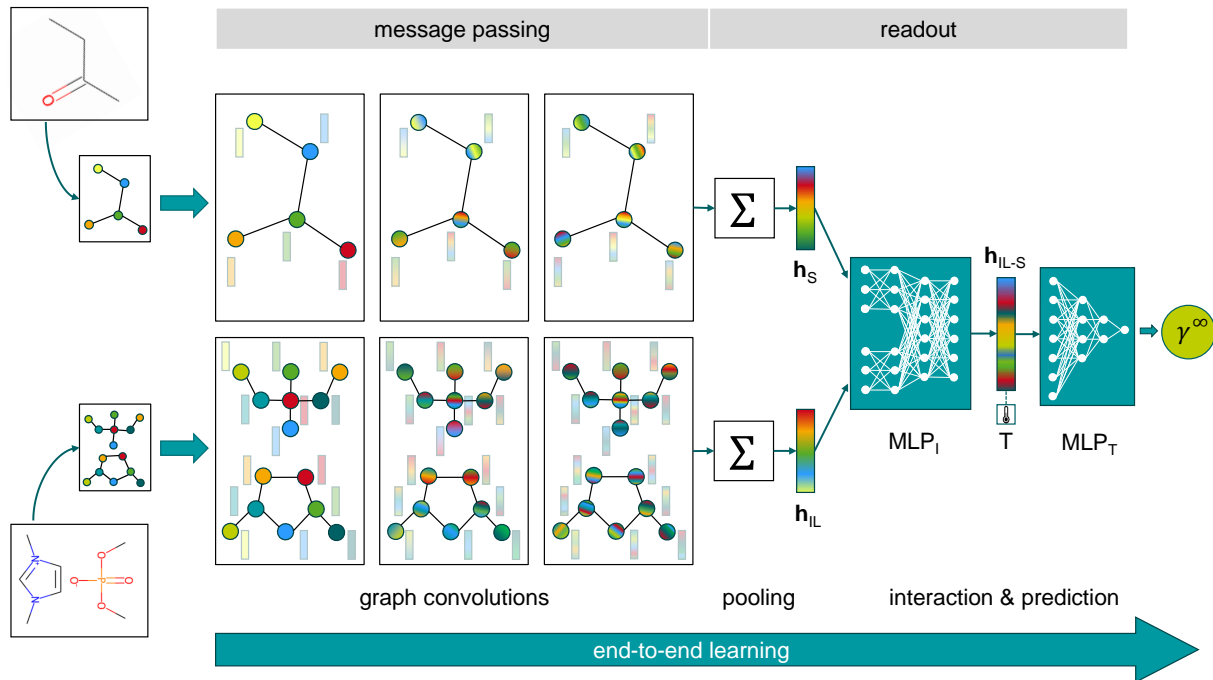 message passing
readout
O
∑
h_S
h_IL-S
γ^∞
∑
h_IL
MLP_I
T
MLP_T
N+
N
O-
P
O
O
O
graph convolutions
pooling
interaction & prediction
end-to-end learning